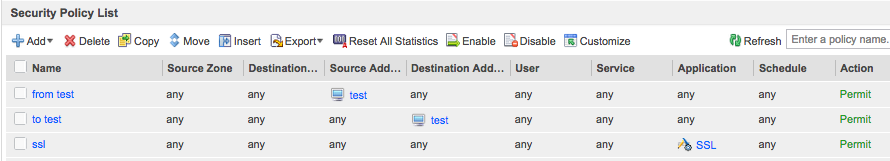 Security Policy List
Add Delete Copy Move Insert Export Reset All Statistics Enable Disable Customize Refresh Enter a policy name..
Name Source Zone Destination... Source Add... Destination Add... User Service Application Schedule Action
from test any any test any any any any any Permit
to test any any any test any any any any Permit
ssl any any any any any any SSL any Permit